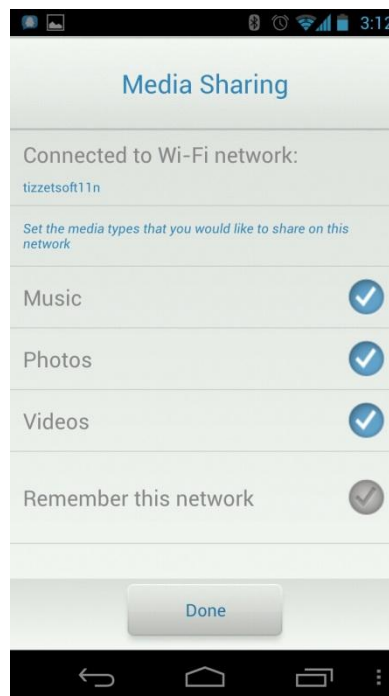 3:12
Media Sharing
Connected to Wi-Fi network:
tizzetsoft11n
Set the media types that you would like to share on this
network
Music
Photos
Videos
Remember this network
Done